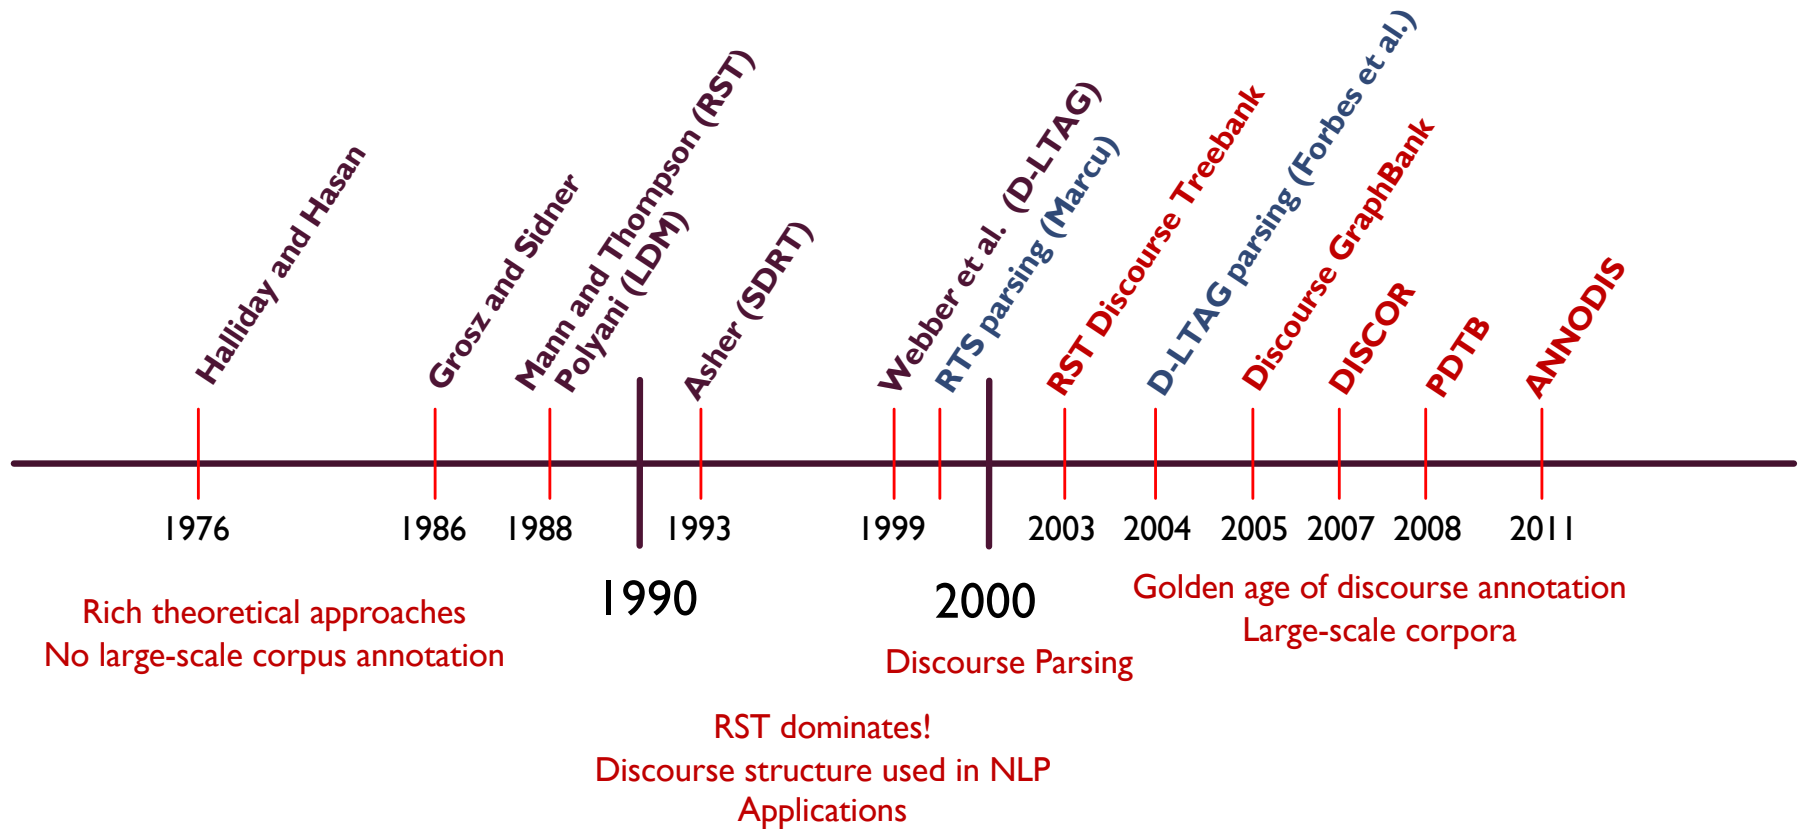 Halliday and Hasan
Grosz and Sidner
Mann and Thompson (RST)
Polyani (LDM)
Asher (SDRT)
Webber et al. (D-LTAG)
RTS parsing (Marcu)
RST Discourse Treebank
D-LTAG parsing (Forbes et al.)
Discourse GraphBank
DISCOR
PDTB
ANNODIS
1976
1986
1988
1993
1999
2003
2004
2005
2007
2008
2011
1990
2000
Rich theoretical approaches
No large-scale corpus annotation
Golden age of discourse annotation
Large-scale corpora
Discourse Parsing
RST dominates!
Discourse structure used in NLP
Applications